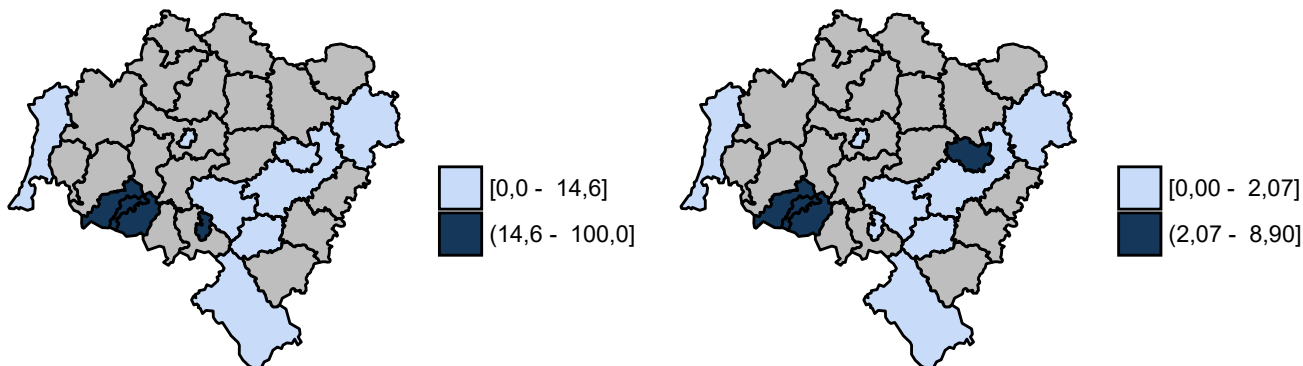 [0,0 - 14,6]
(14,6 - 100,0]
[0,00 - 2,07]
(2,07 - 8,90]